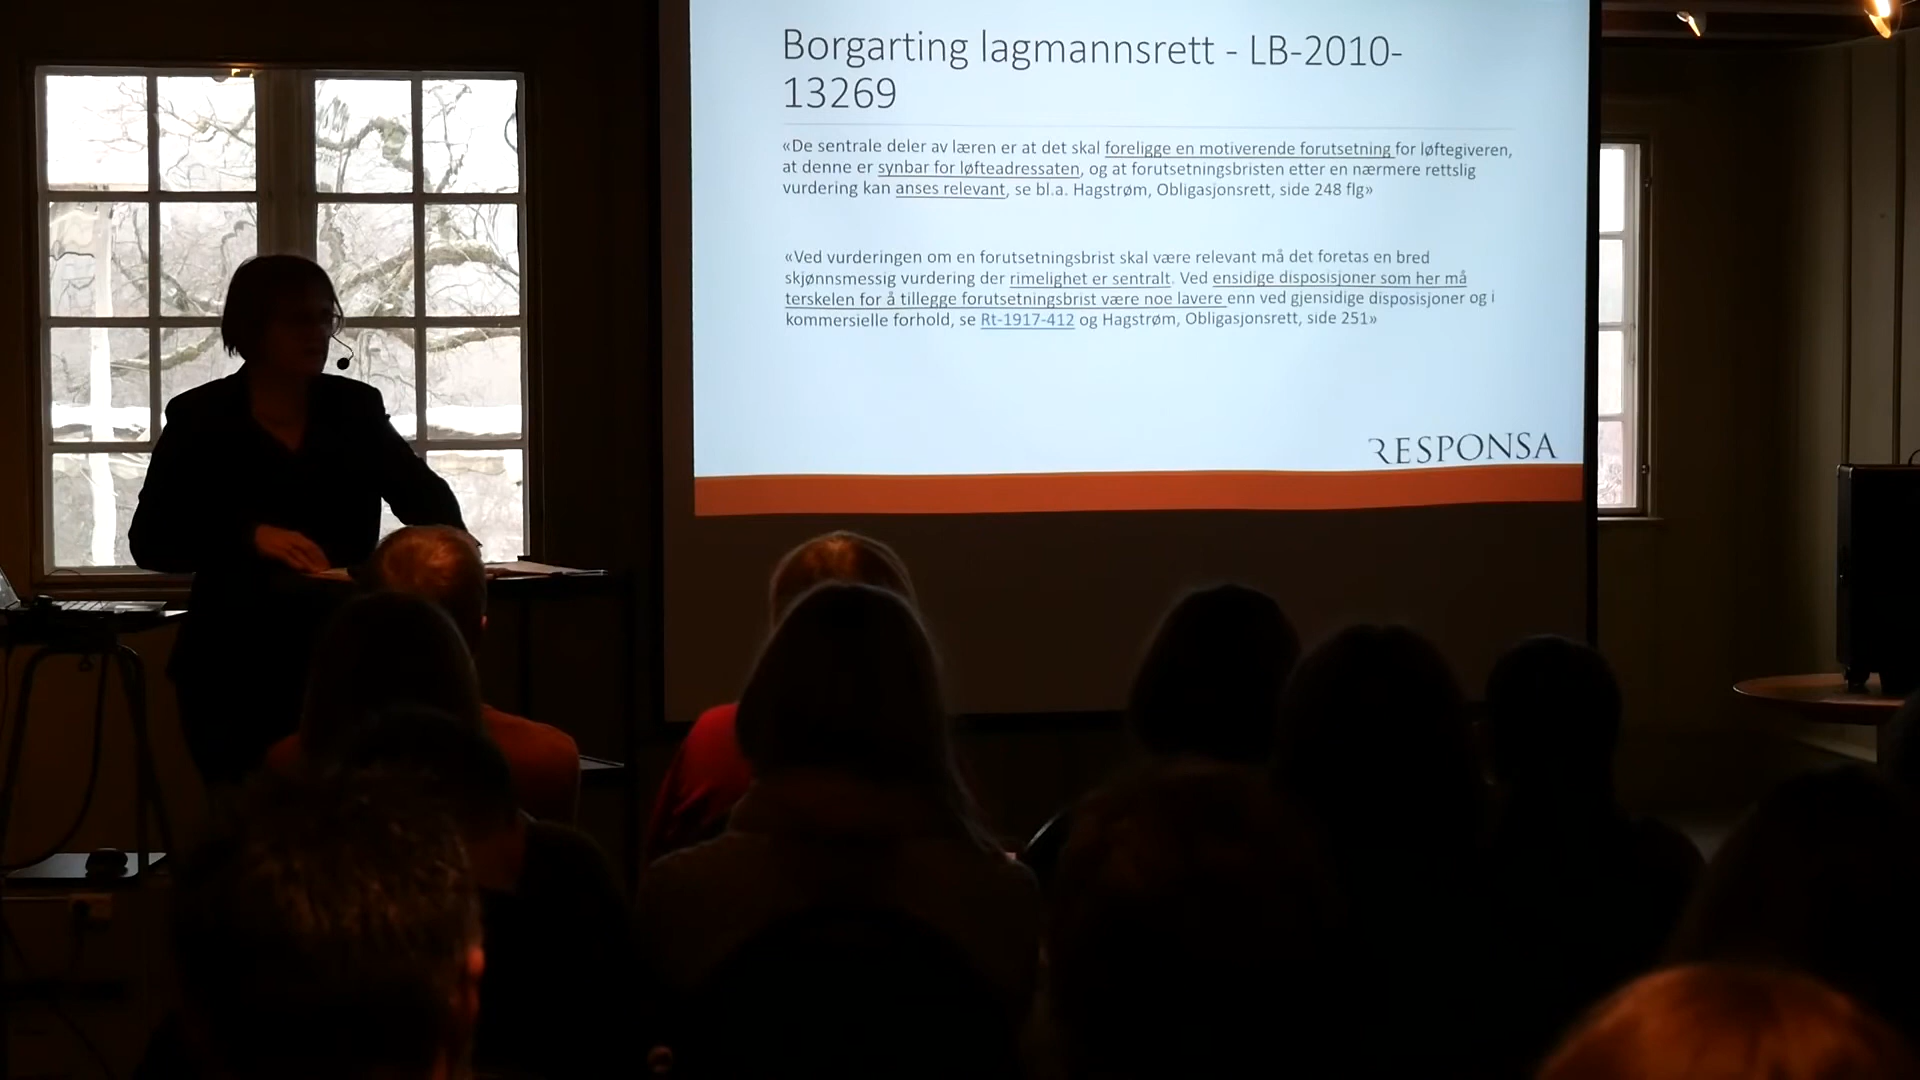 Borgarting lagmannsrett - LB-2010-
13269
«De sentrale deler av læren er at det skal foreligge en motiverende forutsetning for løftegiveren,
at denne er synbar for løfteadressaten, og at forutsetningsbristen etter en nærmere rettslig
vurdering kan anses relevant, se bl.a. Hagstrøm, Obligasjonsrett, side 248 flg»
«Ved vurderingen om en forutsetningsbrist skal være relevant må det foretas en bred
skjønnsmessig vurdering der rimelighet er sentralt. Ved ensidige disposisjoner som her må
terskelen for å tillegge forutsetningsbrist være noe lavere enn ved gjensidige disposisjoner og i
kommersielle forhold, se Rt-1917-412 og Hagstrøm, Obligasjonsrett, side 251»
RESPONSA